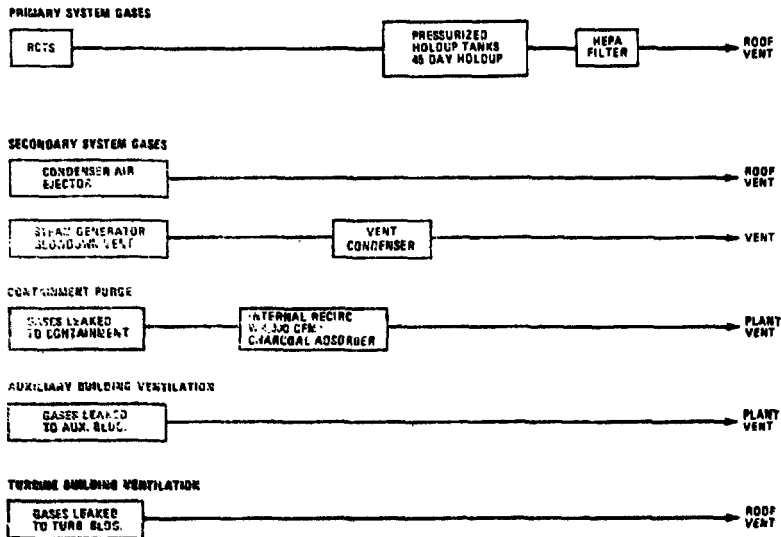 PRIMARY SYSTEM GASES
RCTS
PRESSURIZED
HOLDUP TANKS
45 DAY HOLDUP
HEPA
FILTER
ROOF
VENT
SECONDARY SYSTEM GASES
CONDENSER AIR
EJECTOR
ROOF
VENT
STEAM GENERATOR
BLOWDOWN VENT
VENT
CONDENSER
VENT
CONTAINMENT PURGE
GASES LEAKED
TO CONTAINMENT
INTERNAL RECIRC
CFM
CHARCOAL ADSORBER
PLANT
VENT
AUXILIARY BUILDING VENTILATION
GASES LEAKED
TO AUX. BLDG.
PLANT
VENT
TURBINE BUILDING VENTILATION
GASES LEAKED
TO TURB BLDG.
ROOF
VENT